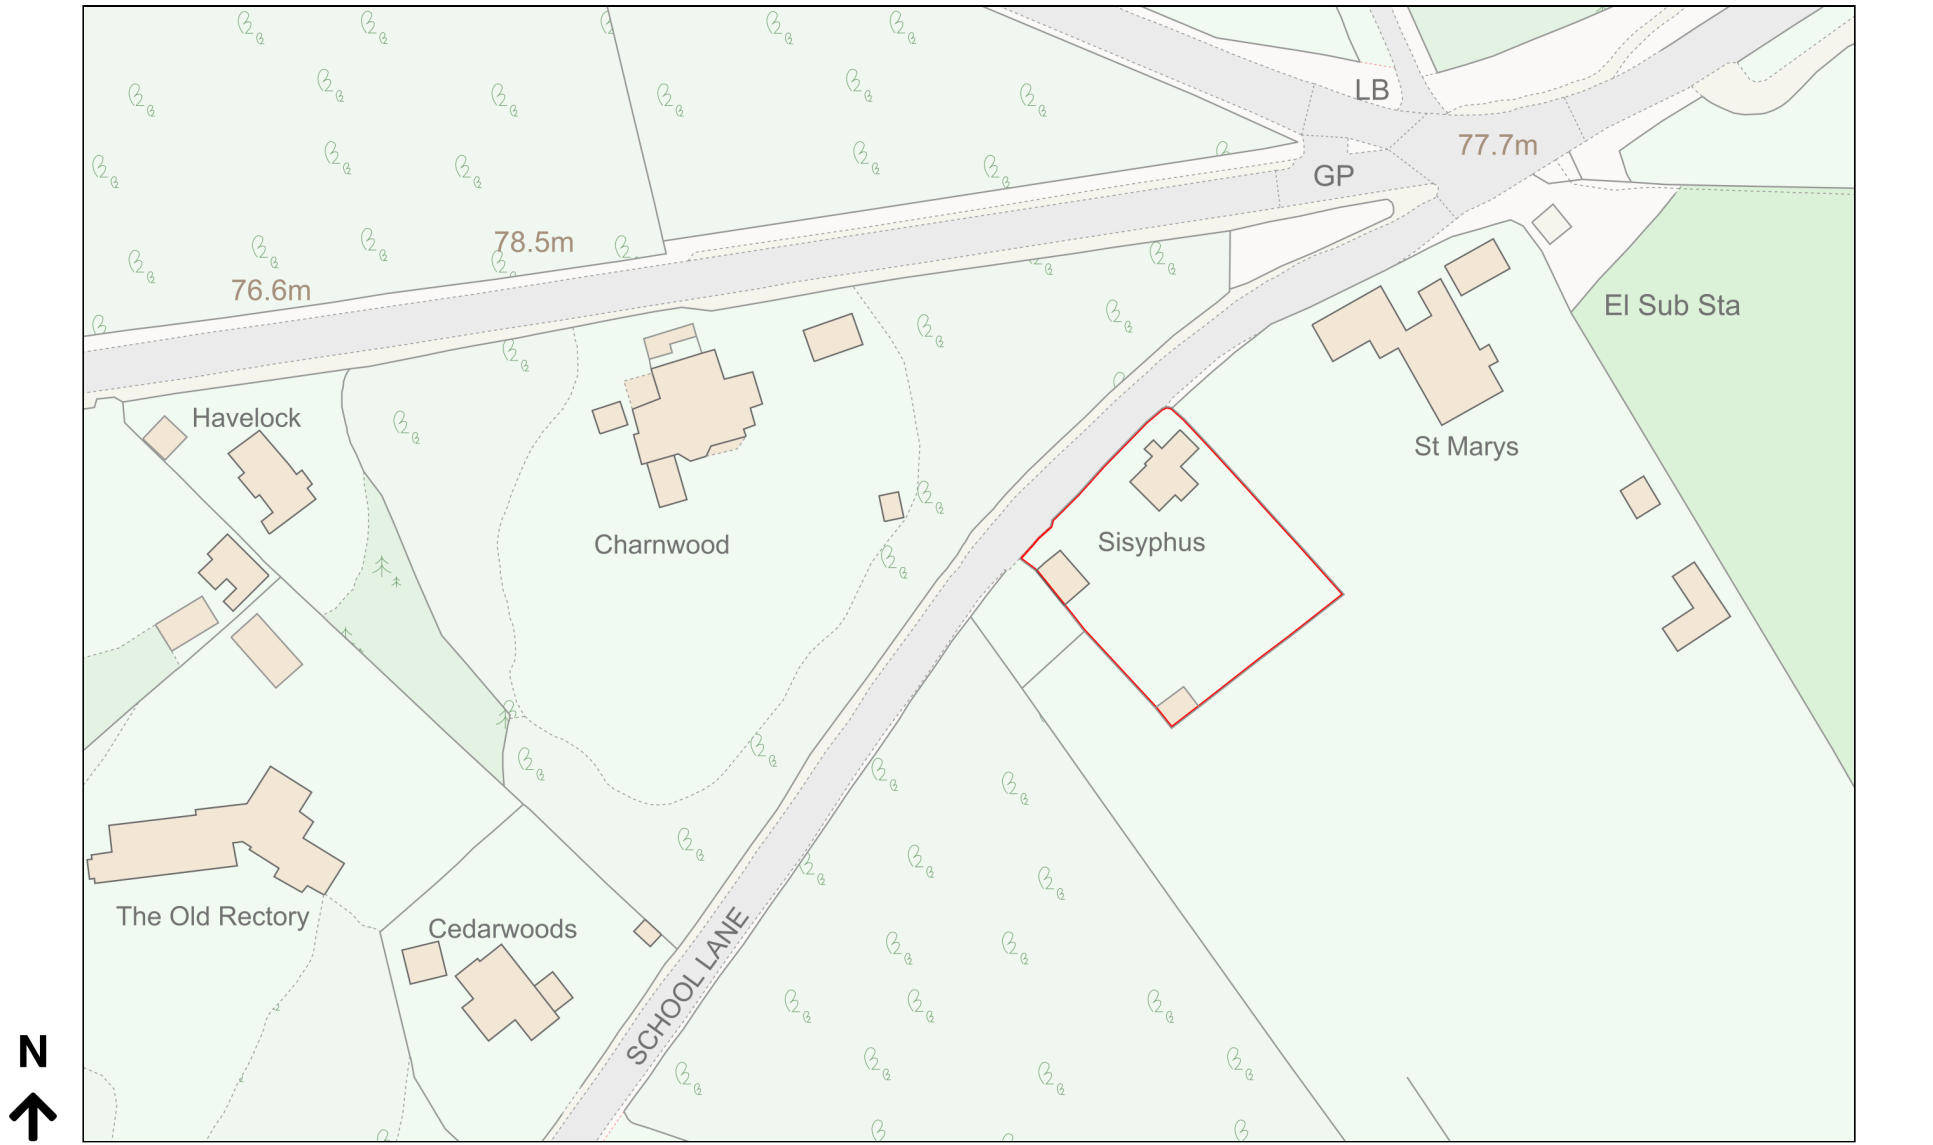 LB
77.7m
GP
78.5m
76.6m
El Sub Sta
Havelock
St Marys
Charnwood
Sisyphus
The Old Rectory
Cedarwoods
SCHOOL LANE
N